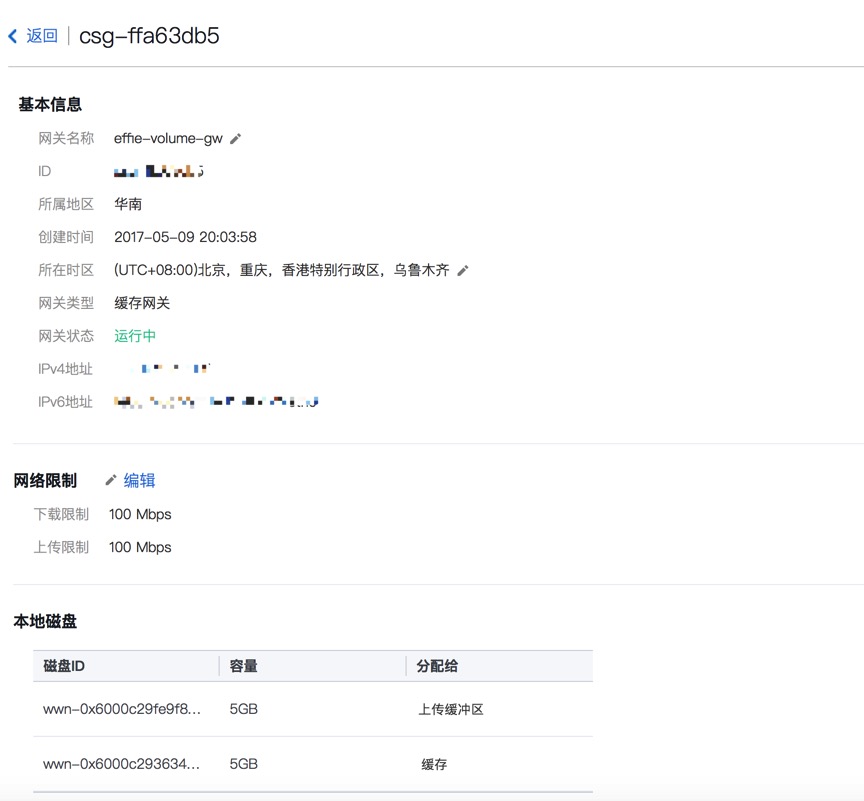 返回 | csg-ffa63db5
基本信息
网关名称 effie-volume-gw
ID
所属地区 华南
创建时间 2017-05-09 20:03:58
所在时区 (UTC+08:00)北京，重庆，香港特别行政区，乌鲁木齐
网关类型 缓存网关
网关状态 运行中
IPv4地址
IPv6地址
网络限制 编辑
下载限制 100 Mbps
上传限制 100 Mbps
本地磁盘
磁盘ID 容量 分配给
wwn-0x6000c29fe9f8... 5GB 上传缓冲区
wwn-0x6000c293634... 5GB 缓存